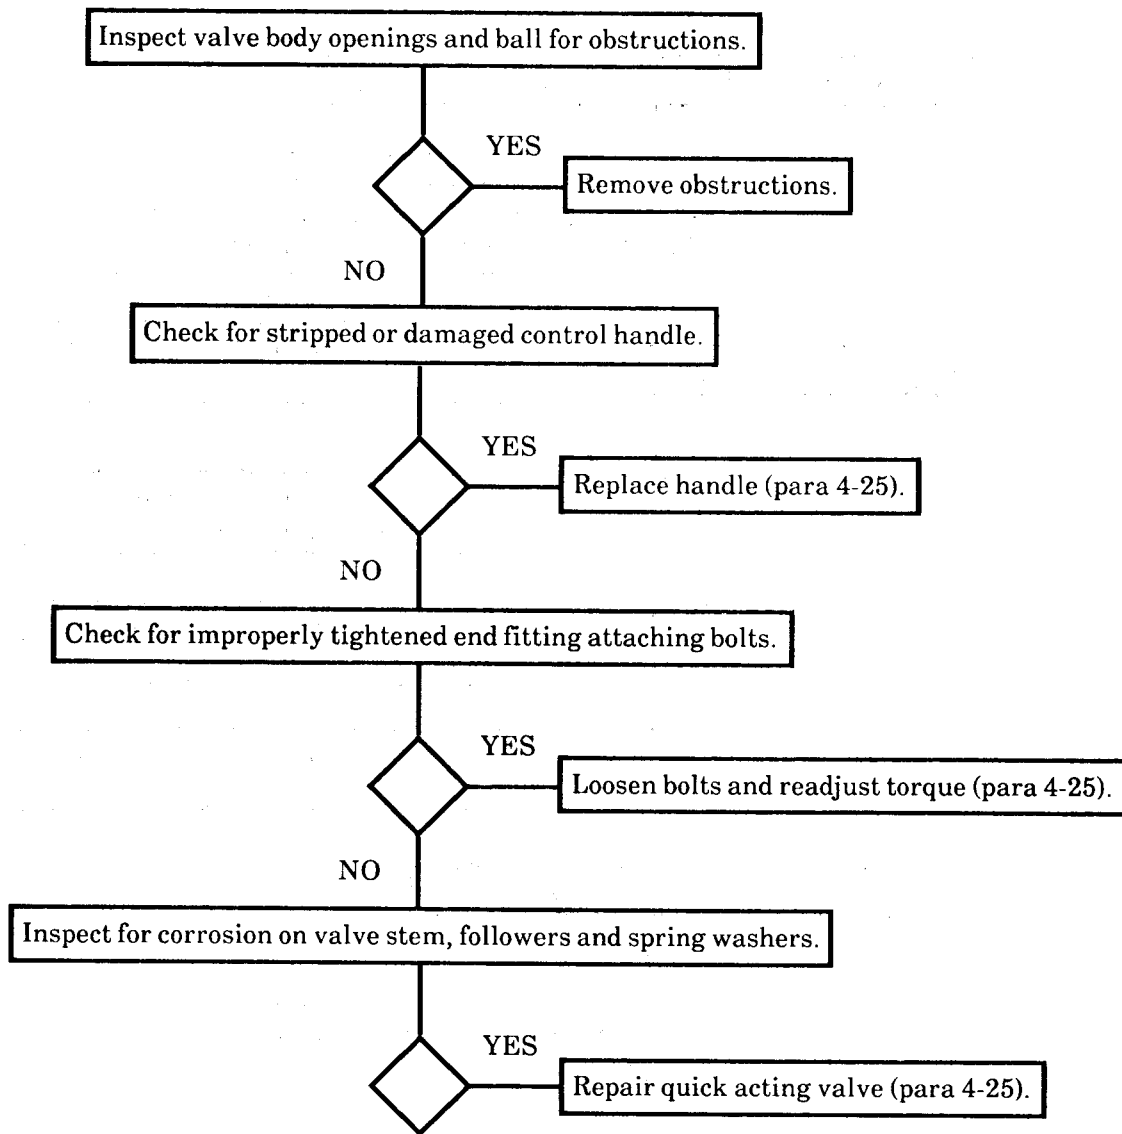 Inspect valve body openings and ball for obstructions.
YES
Remove obstructions.
NO
Check for stripped or damaged control handle.
YES
Replace handle (para 4-25).
NO
Check for improperly tightened end fitting attaching bolts.
YES
Loosen bolts and readjust torque (para 4-25).
NO
Inspect for corrosion on valve stem, followers and spring washers.
YES
Repair quick acting valve (para 4-25).